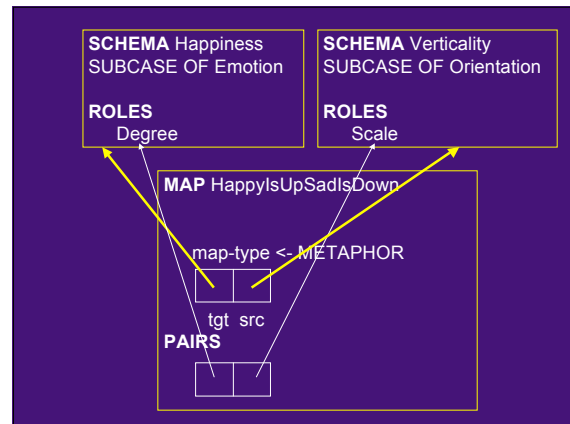 SCHEMA Happiness
SUBCASE OF Emotion
ROLES
Degree
SCHEMA Verticality
SUBCASE OF Orientation
ROLES
Scale
MAP HappyIsUpSadIsDown
map-type <- METAPHOR
tgt src
PAIRS